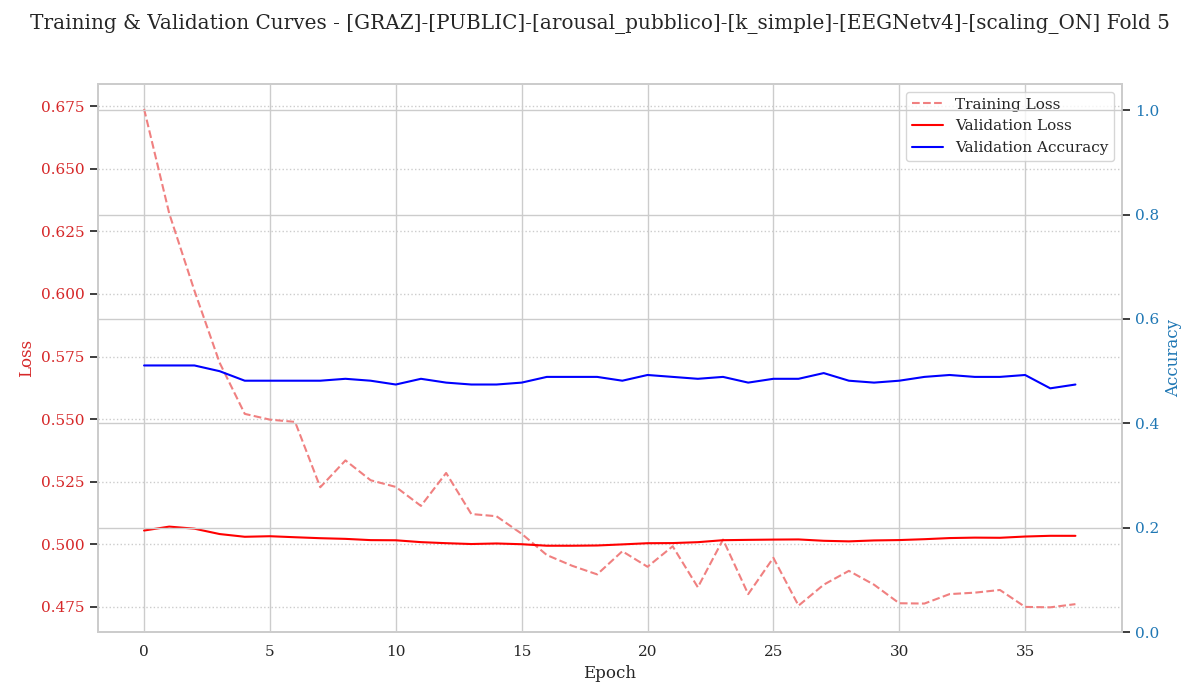 Training & Validation Curves - [GRAZ]-[PUBLIC]-[arousal_pubblico]-[k_simple]-[EEGNetv4]-[scaling_ON] Fold 5
Training Loss
Validation Loss
Validation Accuracy
Loss
0.675
0.650
0.625
0.600
0.575
0.550
0.525
0.500
0.475
1.0
0.8
0.6
0.4
0.2
0.0
Accuracy
0 5 10 15 20 25 30 35
Epoch